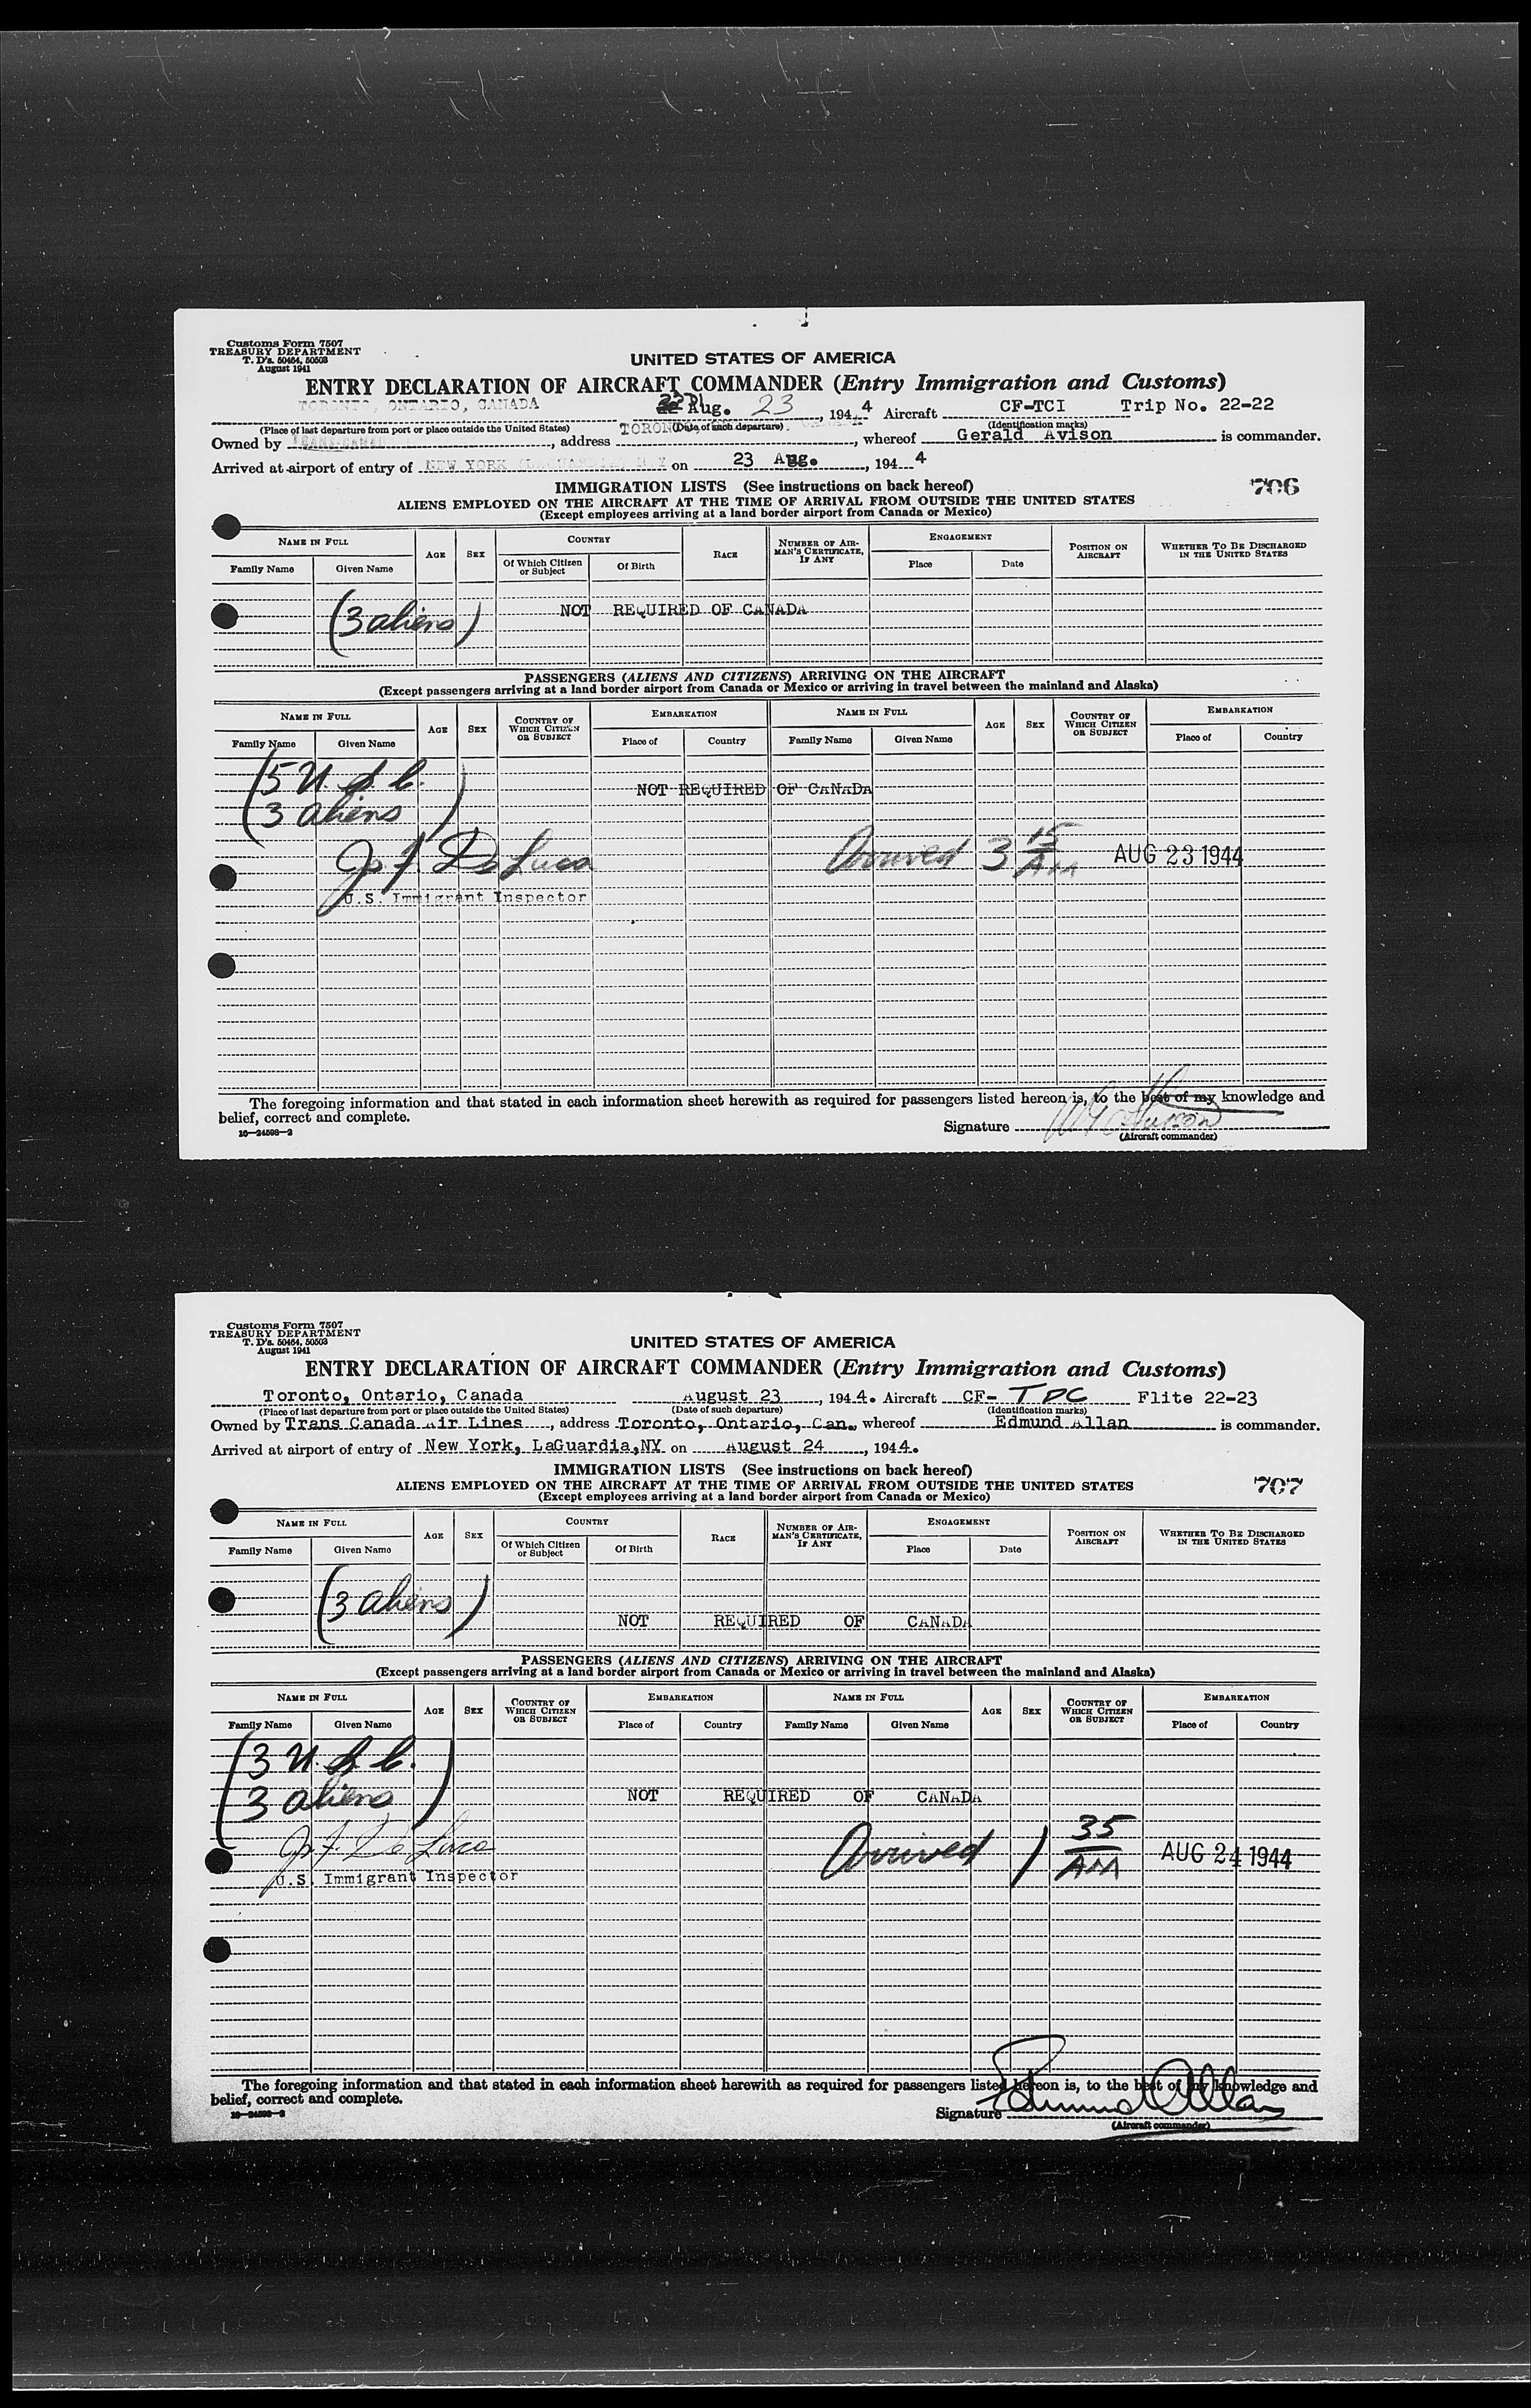 Customs Form 7507
TREASURY DEPARTMENT
T. D's. 50464, 50503
August 1941
UNITED STATES OF AMERICA
ENTRY DECLARATION OF AIRCRAFT COMMANDER (Entry Immigration and Customs)
TORONTO, ONTARIO, CANADA Aug. 23, 1944 Aircraft CF-TCI Trip No. 22-22
(Place of last departure from port or place outside the United States) (Date of such departure) (Identification marks)
Owned by , address TORON , whereof Gerald Avison is commander.
Arrived at airport of entry of NEW YORK on 23 Aug. , 194 4
IMMIGRATION LISTS (See instructions on back hereof) 706
ALIENS EMPLOYED ON THE AIRCRAFT AT THE TIME OF ARRIVAL FROM OUTSIDE THE UNITED STATES
(Except employees arriving at a land border airport from Canada or Mexico)
NAME IN FULL AGE SEX COUNTRY RACE NUMBER OF AIRMAN'S CERTIFICATE, IF ANY ENGAGEMENT POSITION ON AIRCRAFT WHETHER TO BE DISCHARGED IN THE UNITED STATES
Family Name Given Name Of Which Citizen or Subject Of Birth Place Date
(3 aliens) NOT REQUIRED OF CANADA
PASSENGERS (ALIENS AND CITIZENS) ARRIVING ON THE AIRCRAFT
(Except passengers arriving at a land border airport from Canada or Mexico or arriving in travel between the mainland and Alaska)
NAME IN FULL AGE SEX COUNTRY OF WHICH CITIZEN OR SUBJECT EMBARKATION NAME IN FULL AGE SEX COUNTRY OF WHICH CITIZEN OR SUBJECT EMBARKATION
Family Name Given Name Place of Country Family Name Given Name Place of Country
(5 U.S.C. NOT REQUIRED OF CANADA
3 aliens)
Jos. F. De Luca Arrived 3 15 AM AUG 23 1944
U.S. Immigrant Inspector
The foregoing information and that stated in each information sheet herewith as required for passengers listed hereon is, to the best of my knowledge and
belief, correct and complete.
16—24598-2 Signature
(Aircraft commander)
Customs Form 7507
TREASURY DEPARTMENT
T. D's. 50464, 50503
August 1941
UNITED STATES OF AMERICA
ENTRY DECLARATION OF AIRCRAFT COMMANDER (Entry Immigration and Customs)
Toronto, Ontario, Canada August 23, 1944. Aircraft CF- TDC Flite 22-23
(Place of last departure from port or place outside the United States) (Date of such departure) (Identification marks)
Owned by Trans Canada Air Lines , address Toronto, Ontario, Can. whereof Edmund Allan is commander.
Arrived at airport of entry of New York, LaGuardia,NY on August 24 , 1944.
IMMIGRATION LISTS (See instructions on back hereof) 707
ALIENS EMPLOYED ON THE AIRCRAFT AT THE TIME OF ARRIVAL FROM OUTSIDE THE UNITED STATES
(Except employees arriving at a land border airport from Canada or Mexico)
NAME IN FULL AGE SEX COUNTRY RACE NUMBER OF AIRMAN'S CERTIFICATE, IF ANY ENGAGEMENT POSITION ON AIRCRAFT WHETHER TO BE DISCHARGED IN THE UNITED STATES
Family Name Given Name Of Which Citizen or Subject Of Birth Place Date
(3 aliens) NOT REQUIRED OF CANADA
PASSENGERS (ALIENS AND CITIZENS) ARRIVING ON THE AIRCRAFT
(Except passengers arriving at a land border airport from Canada or Mexico or arriving in travel between the mainland and Alaska)
NAME IN FULL AGE SEX COUNTRY OF WHICH CITIZEN OR SUBJECT EMBARKATION NAME IN FULL AGE SEX COUNTRY OF WHICH CITIZEN OR SUBJECT EMBARKATION
Family Name Given Name Place of Country Family Name Given Name Place of Country
(3 U.S.C.
3 aliens) NOT REQUIRED OF CANADA
Jos. F. De Luca Arrived 1 35 AM AUG 24 1944
U.S. Immigrant Inspector
The foregoing information and that stated in each information sheet herewith as required for passengers listed hereon is, to the best of my knowledge and
belief, correct and complete.
16—24598-2 Signature Edmund Allan
(Aircraft commander)